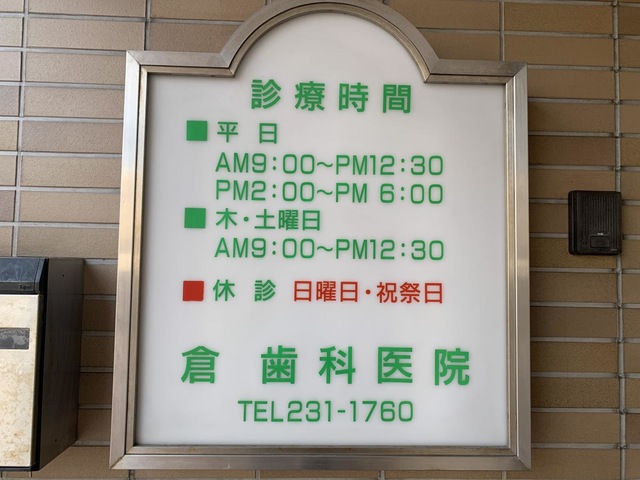 診療時間
■平日
AM9:00~PM12:30
PM2:00~PM 6:00
■木・土曜日
AM9:00~PM12:30
■休診 日曜日・祝祭日
倉 歯科医院
TEL231-1760